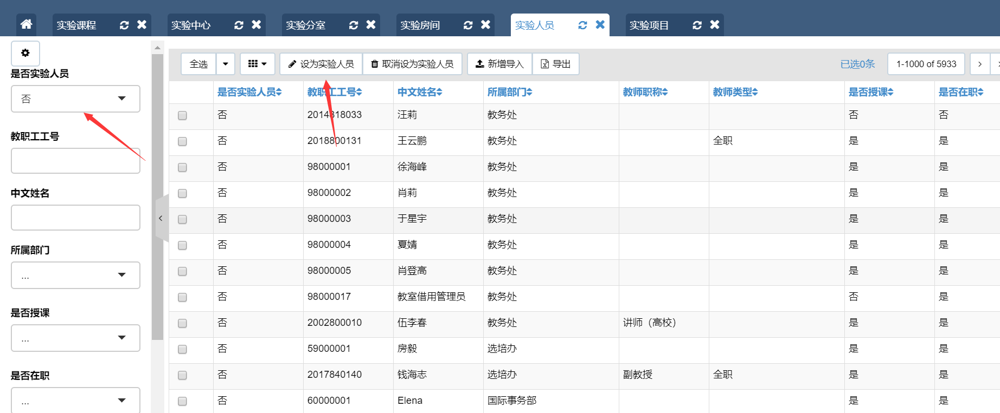 实验课程 实验中心 实验分室 实验房间 实验人员 实验项目
是否实验人员
否
教职工工号
中文姓名
所属部门
...
是否授课
...
是否在职
...
全选 设为实验人员 取消设为实验人员 新增导入 导出 已选0条 1-1000 of 5933
是否实验人员 教职工工号 中文姓名 所属部门 教师职称 教师类型 是否授课 是否在职
否 2014818033 汪莉 教务处 否 否
否 2018800131 王云鹏 教务处 全职 是 是
否 98000001 徐海峰 教务处 是 是
否 98000002 肖莉 教务处 是 是
否 98000003 于星宇 教务处 是 是
否 98000004 夏婧 教务处 是 是
否 98000005 肖登高 教务处 是 是
否 98000017 教室借用管理员 教务处 否 是
否 2002800010 伍李春 教务处 讲师（高校） 是 是
否 59000001 房毅 选培办 是 是
否 2017840140 钱海志 选培办 副教授 全职 是 是
否 60000001 Elena 国际事务部 是 是